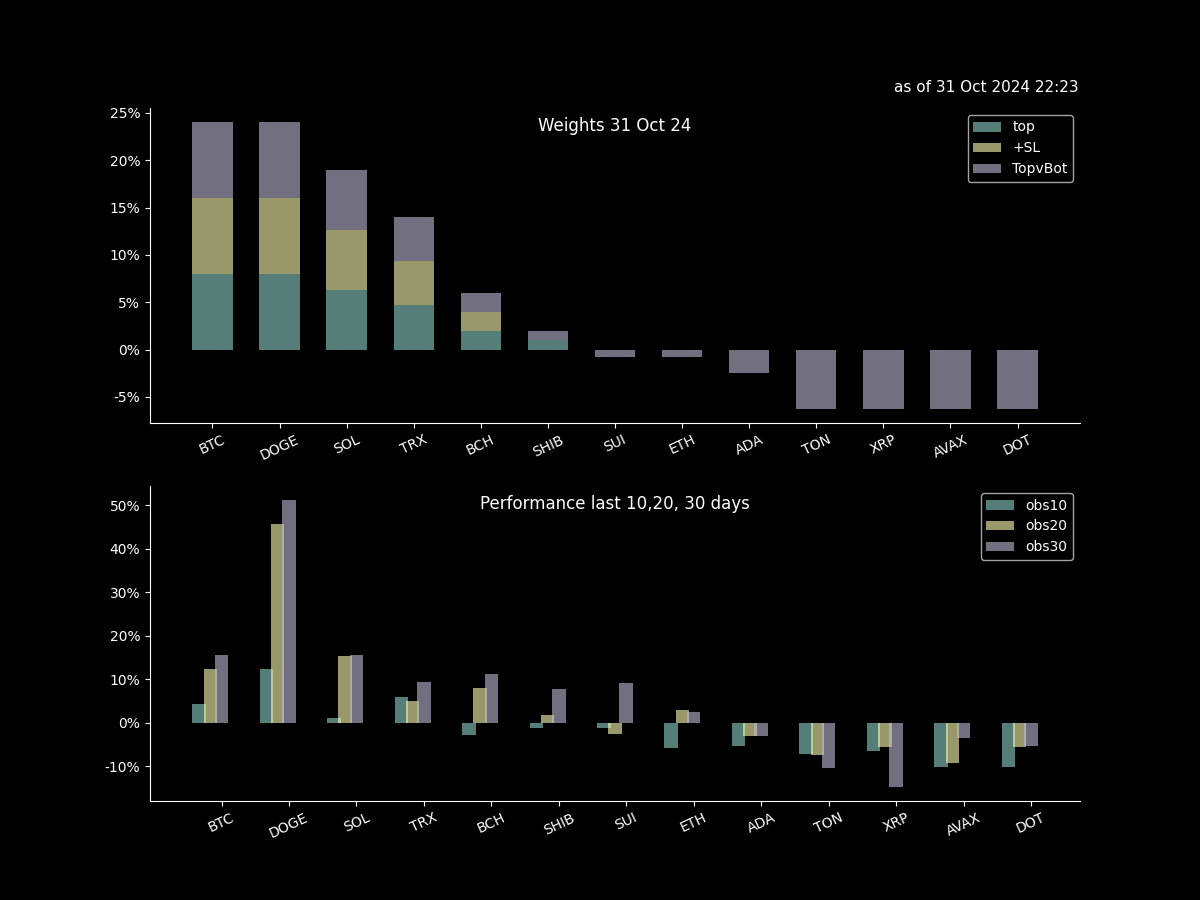 as of 31 Oct 2024 22:23
Weights 31 Oct 24
top
+SL
TopvBot
25%
20%
15%
10%
5%
0%
-5%
BTC DOGE SOL TRX BCH SHIB SUI ETH ADA TON XRP AVAX DOT
Performance last 10,20, 30 days
obs10
obs20
obs30
50%
40%
30%
20%
10%
0%
-10%
BTC DOGE SOL TRX BCH SHIB SUI ETH ADA TON XRP AVAX DOT